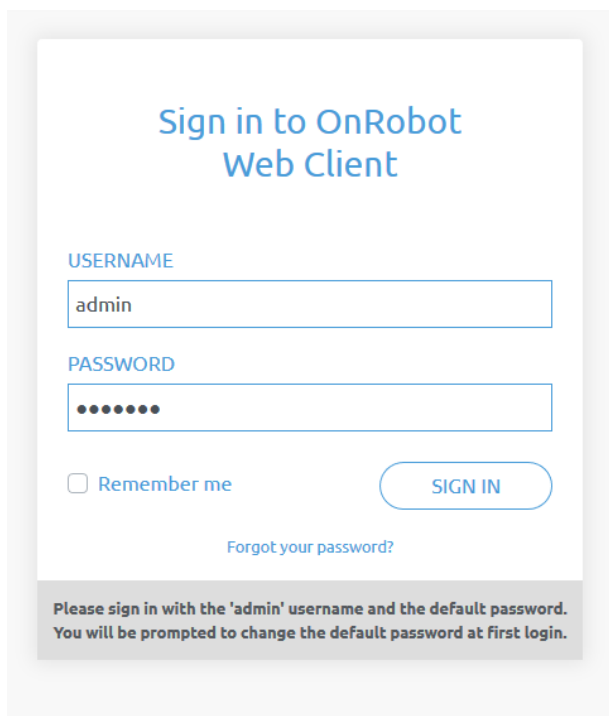 Sign in to OnRobot
Web Client
USERNAME
admin
PASSWORD
•••••••
Remember me
SIGN IN
Forgot your password?
Please sign in with the 'admin' username and the default password.
You will be prompted to change the default password at first login.